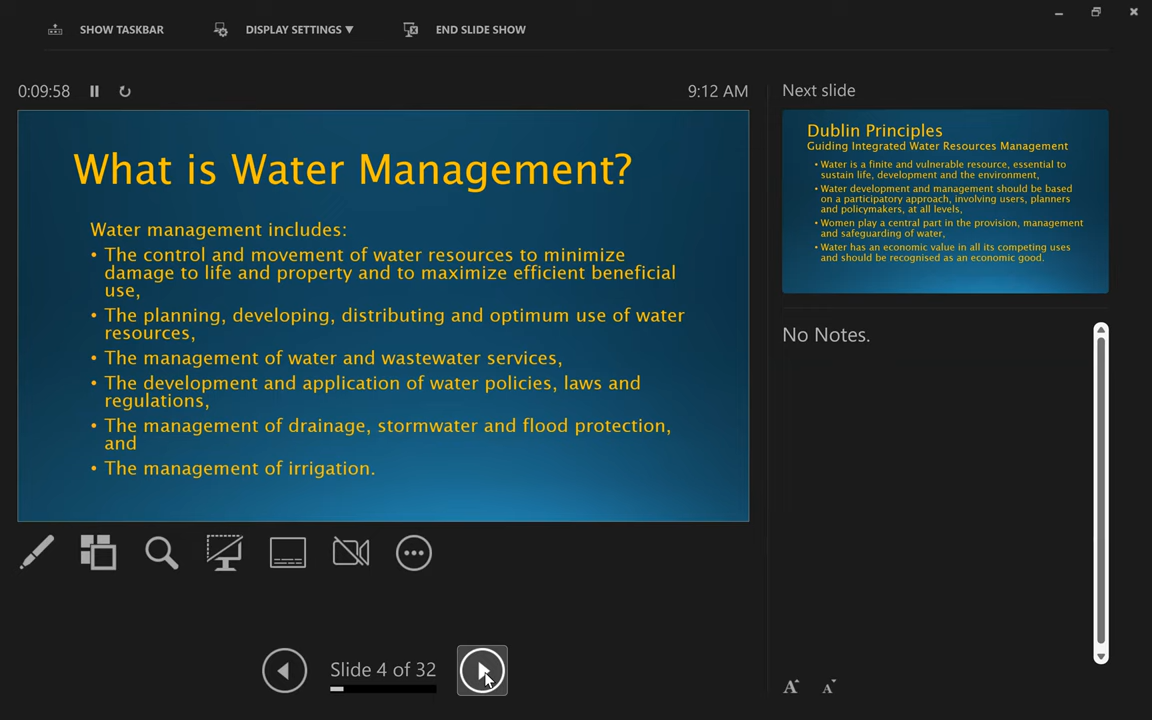 SHOW TASKBAR
DISPLAY SETTINGS ▼
END SLIDE SHOW
0:09:58
9:12 AM
What is Water Management?
Water management includes:
• The control and movement of water resources to minimize
damage to life and property and to maximize efficient beneficial
use,
• The planning, developing, distributing and optimum use of water
resources,
• The management of water and wastewater services,
• The development and application of water policies, laws and
regulations,
• The management of drainage, stormwater and flood protection,
and
• The management of irrigation.
Slide 4 of 32
Next slide
Dublin Principles
Guiding Integrated Water Resources Management
• Water is a finite and vulnerable resource, essential to
sustain life, development and the environment,
• Water development and management should be based
on a participatory approach, involving users, planners
and policymakers, at all levels,
• Women play a central part in the provision, management
and safeguarding of water,
• Water has an economic value in all its competing uses
and should be recognised as an economic good.
No Notes.
A A